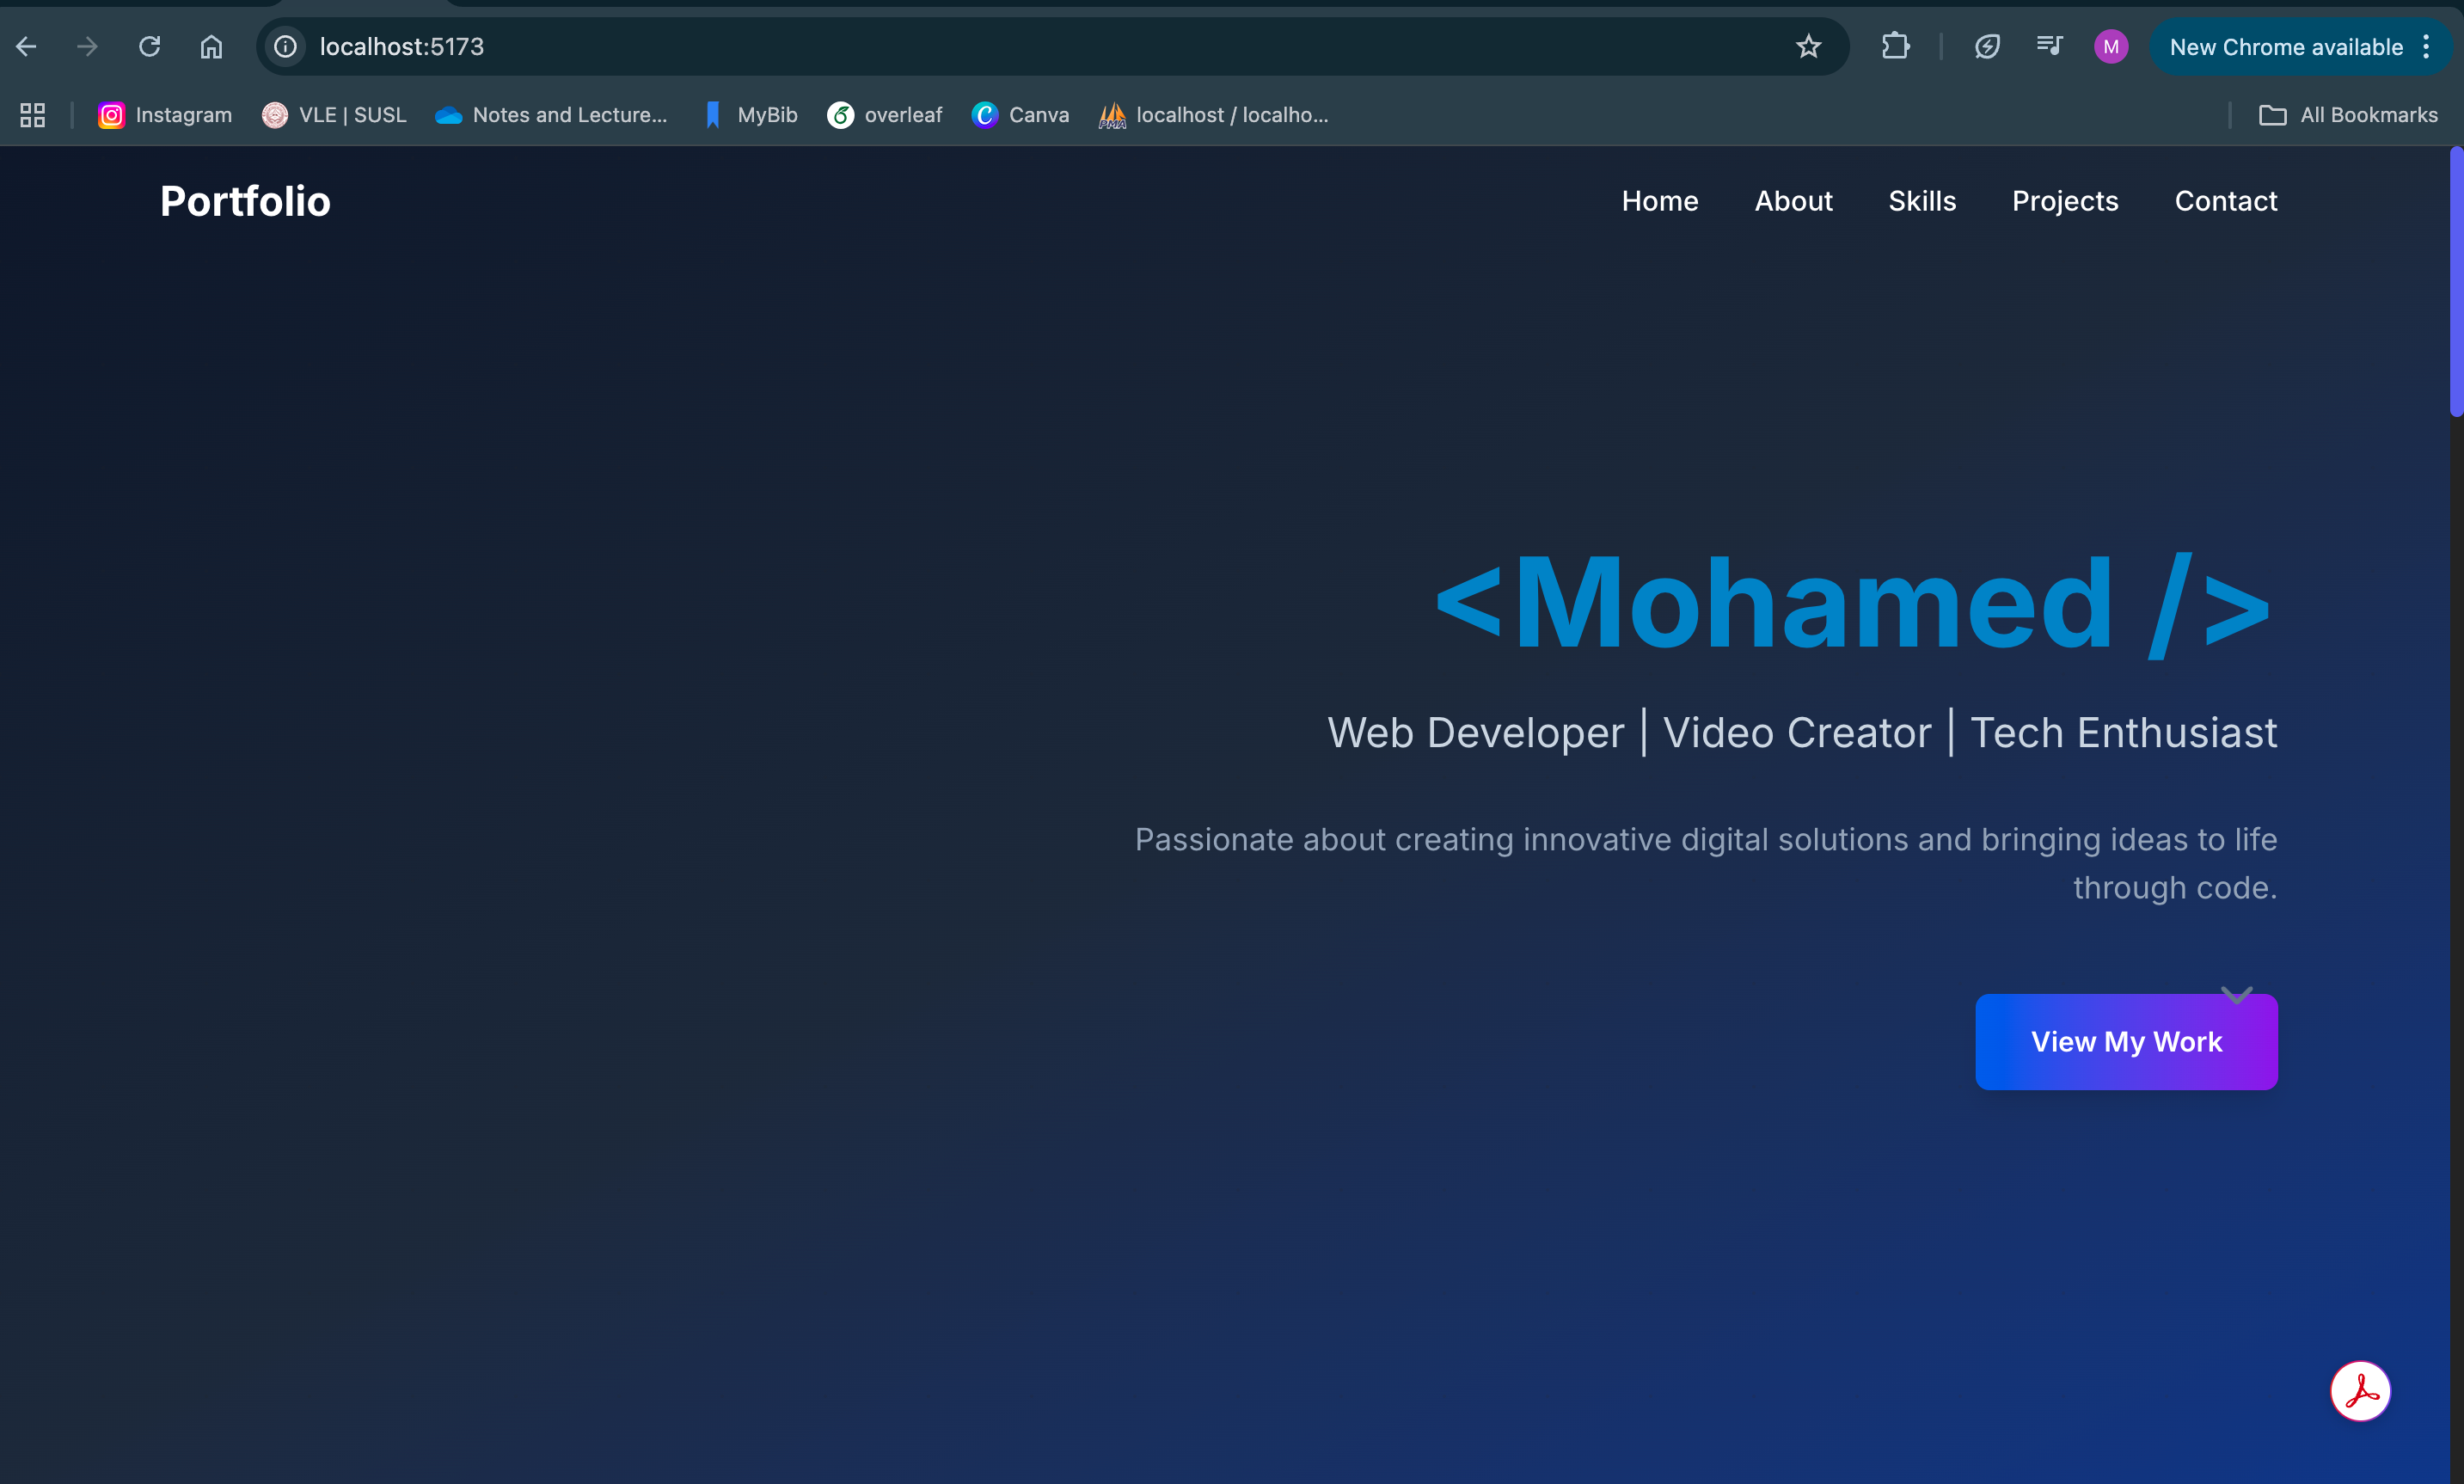 localhost:5173
M
New Chrome available
Instagram
VLE | SUSL
Notes and Lecture...
MyBib
overleaf
Canva
PMA
localhost / localho...
All Bookmarks
Portfolio
Home
About
Skills
Projects
Contact
<Mohamed />
Web Developer | Video Creator | Tech Enthusiast
Passionate about creating innovative digital solutions and bringing ideas to life
through code.
View My Work